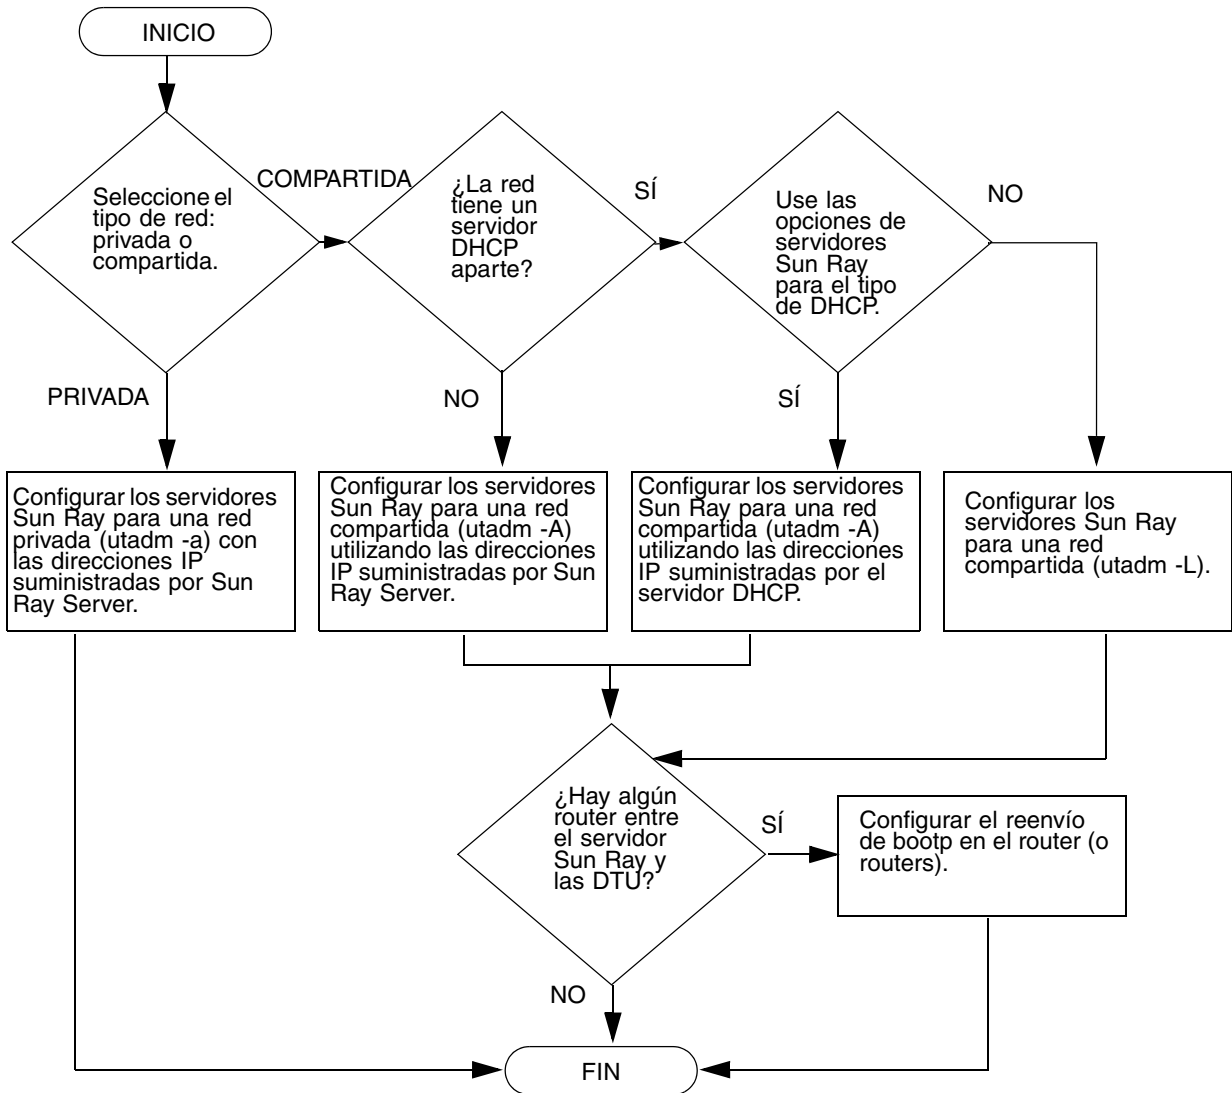 INICIO
Seleccione el
tipo de red:
privada o
compartida.
COMPARTIDA
¿La red
tiene un
servidor
DHCP
aparte?
SÍ
Use las
opciones de
servidores
Sun Ray
para el tipo
de DHCP.
NO
PRIVADA
NO
SÍ
Configurar los servidores
Sun Ray para una red
privada (utadm -a) con
las direcciones IP
suministradas por Sun
Ray Server.
Configurar los servidores
Sun Ray para una red
compartida (utadm -A)
utilizando las direcciones
IP suministradas por Sun
Ray Server.
Configurar los servidores
Sun Ray para una red
compartida (utadm -A)
utilizando las direcciones
IP suministradas por el
servidor DHCP.
Configurar los
servidores Sun Ray
para una red
compartida (utadm -L).
¿Hay algún
router entre
el servidor
Sun Ray y
las DTU?
SÍ
Configurar el reenvío
de bootp en el router (o
routers).
NO
FIN